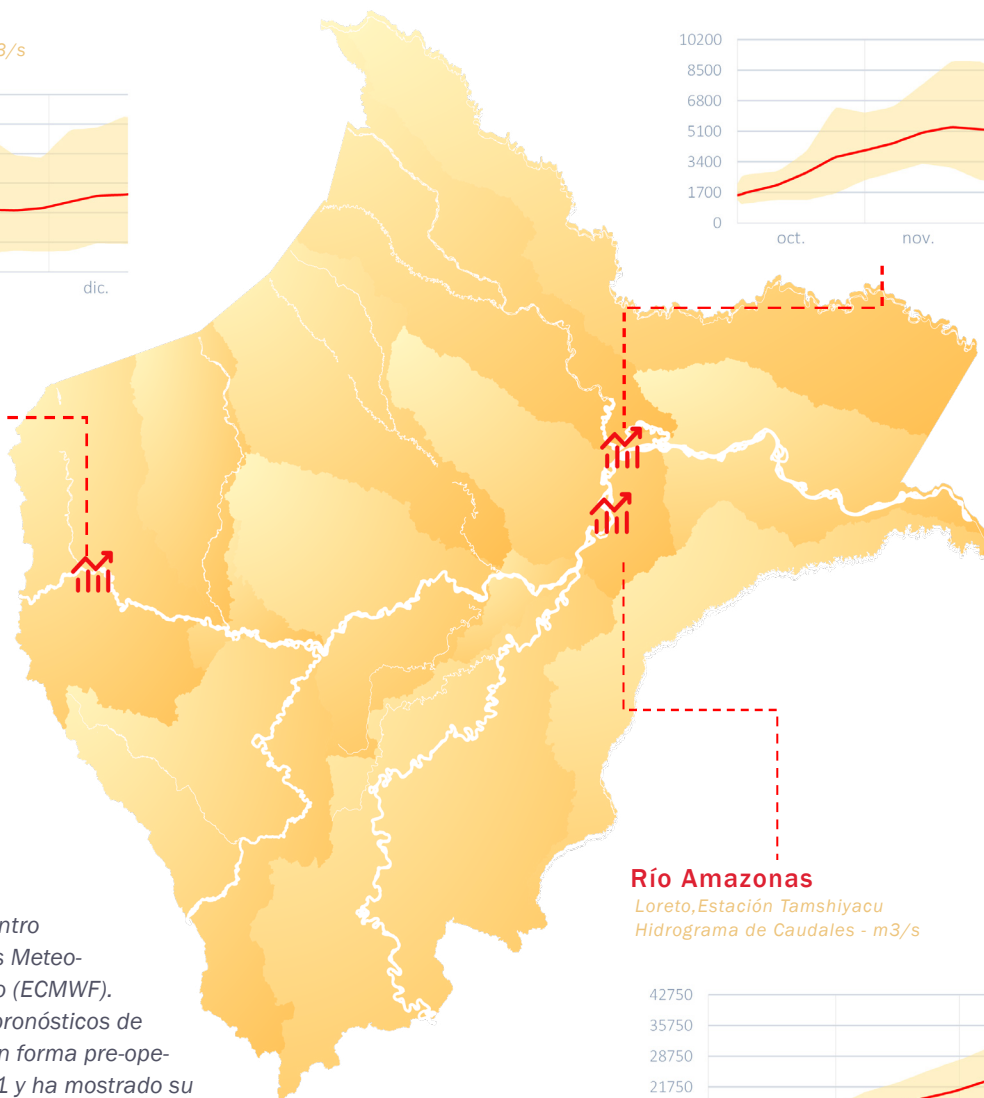 3/s
dic.
10200
8500
6800
5100
3400
1700
0
oct. nov.
Río Amazonas
Loreto,Estación Tamshiyacu
Hidrograma de Caudales - m3/s
ntro
s Meteo-
o (ECMWF).
pronósticos de
n forma pre-ope-
1 y ha mostrado su
42750
35750
28750
21750